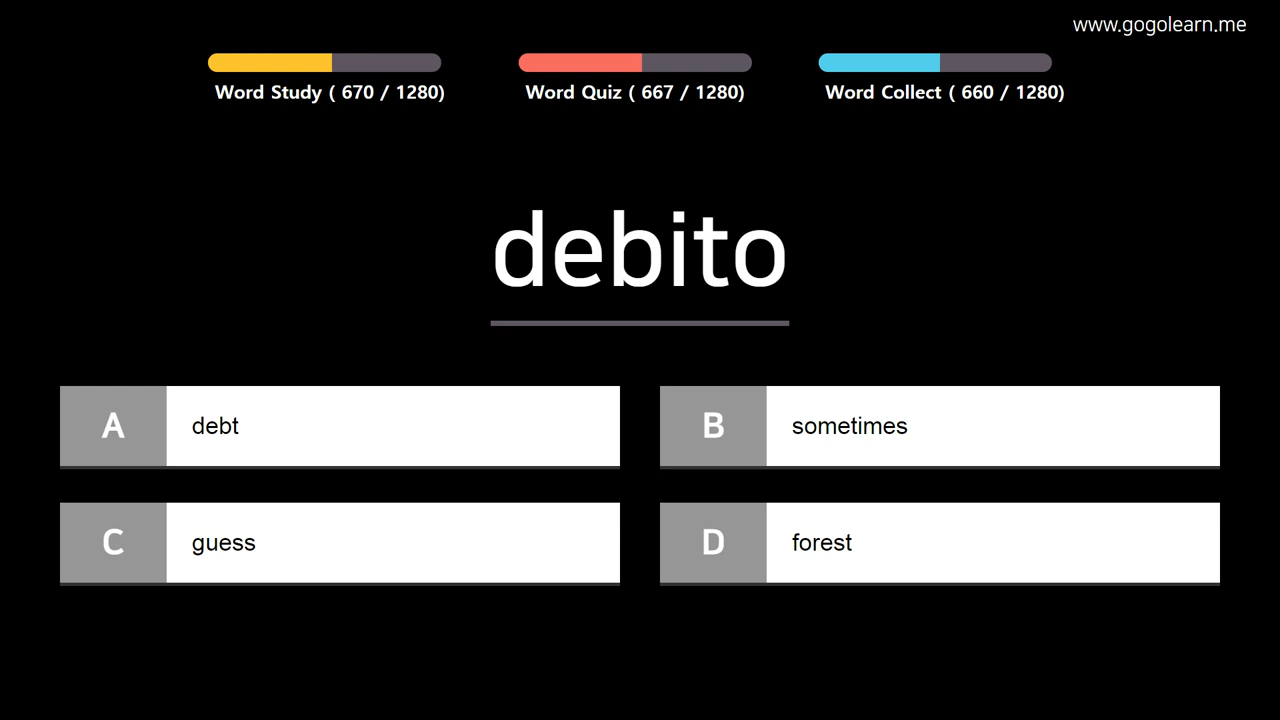 www.gogolearn.me
Word Study ( 670 / 1280)
Word Quiz ( 667 / 1280)
Word Collect ( 660 / 1280)
debito
A debt
B sometimes
C guess
D forest